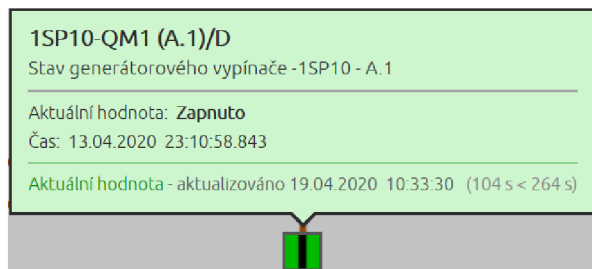 1SP10-QM1 (A.1)/D
Stav generátorového vypínače -1SP10 - A.1
Aktuální hodnota: Zapnuto
Čas: 13.04.2020 23:10:58.843
Aktuální hodnota - aktualizováno 19.04.2020 10:33:30 (104 s < 264 s)